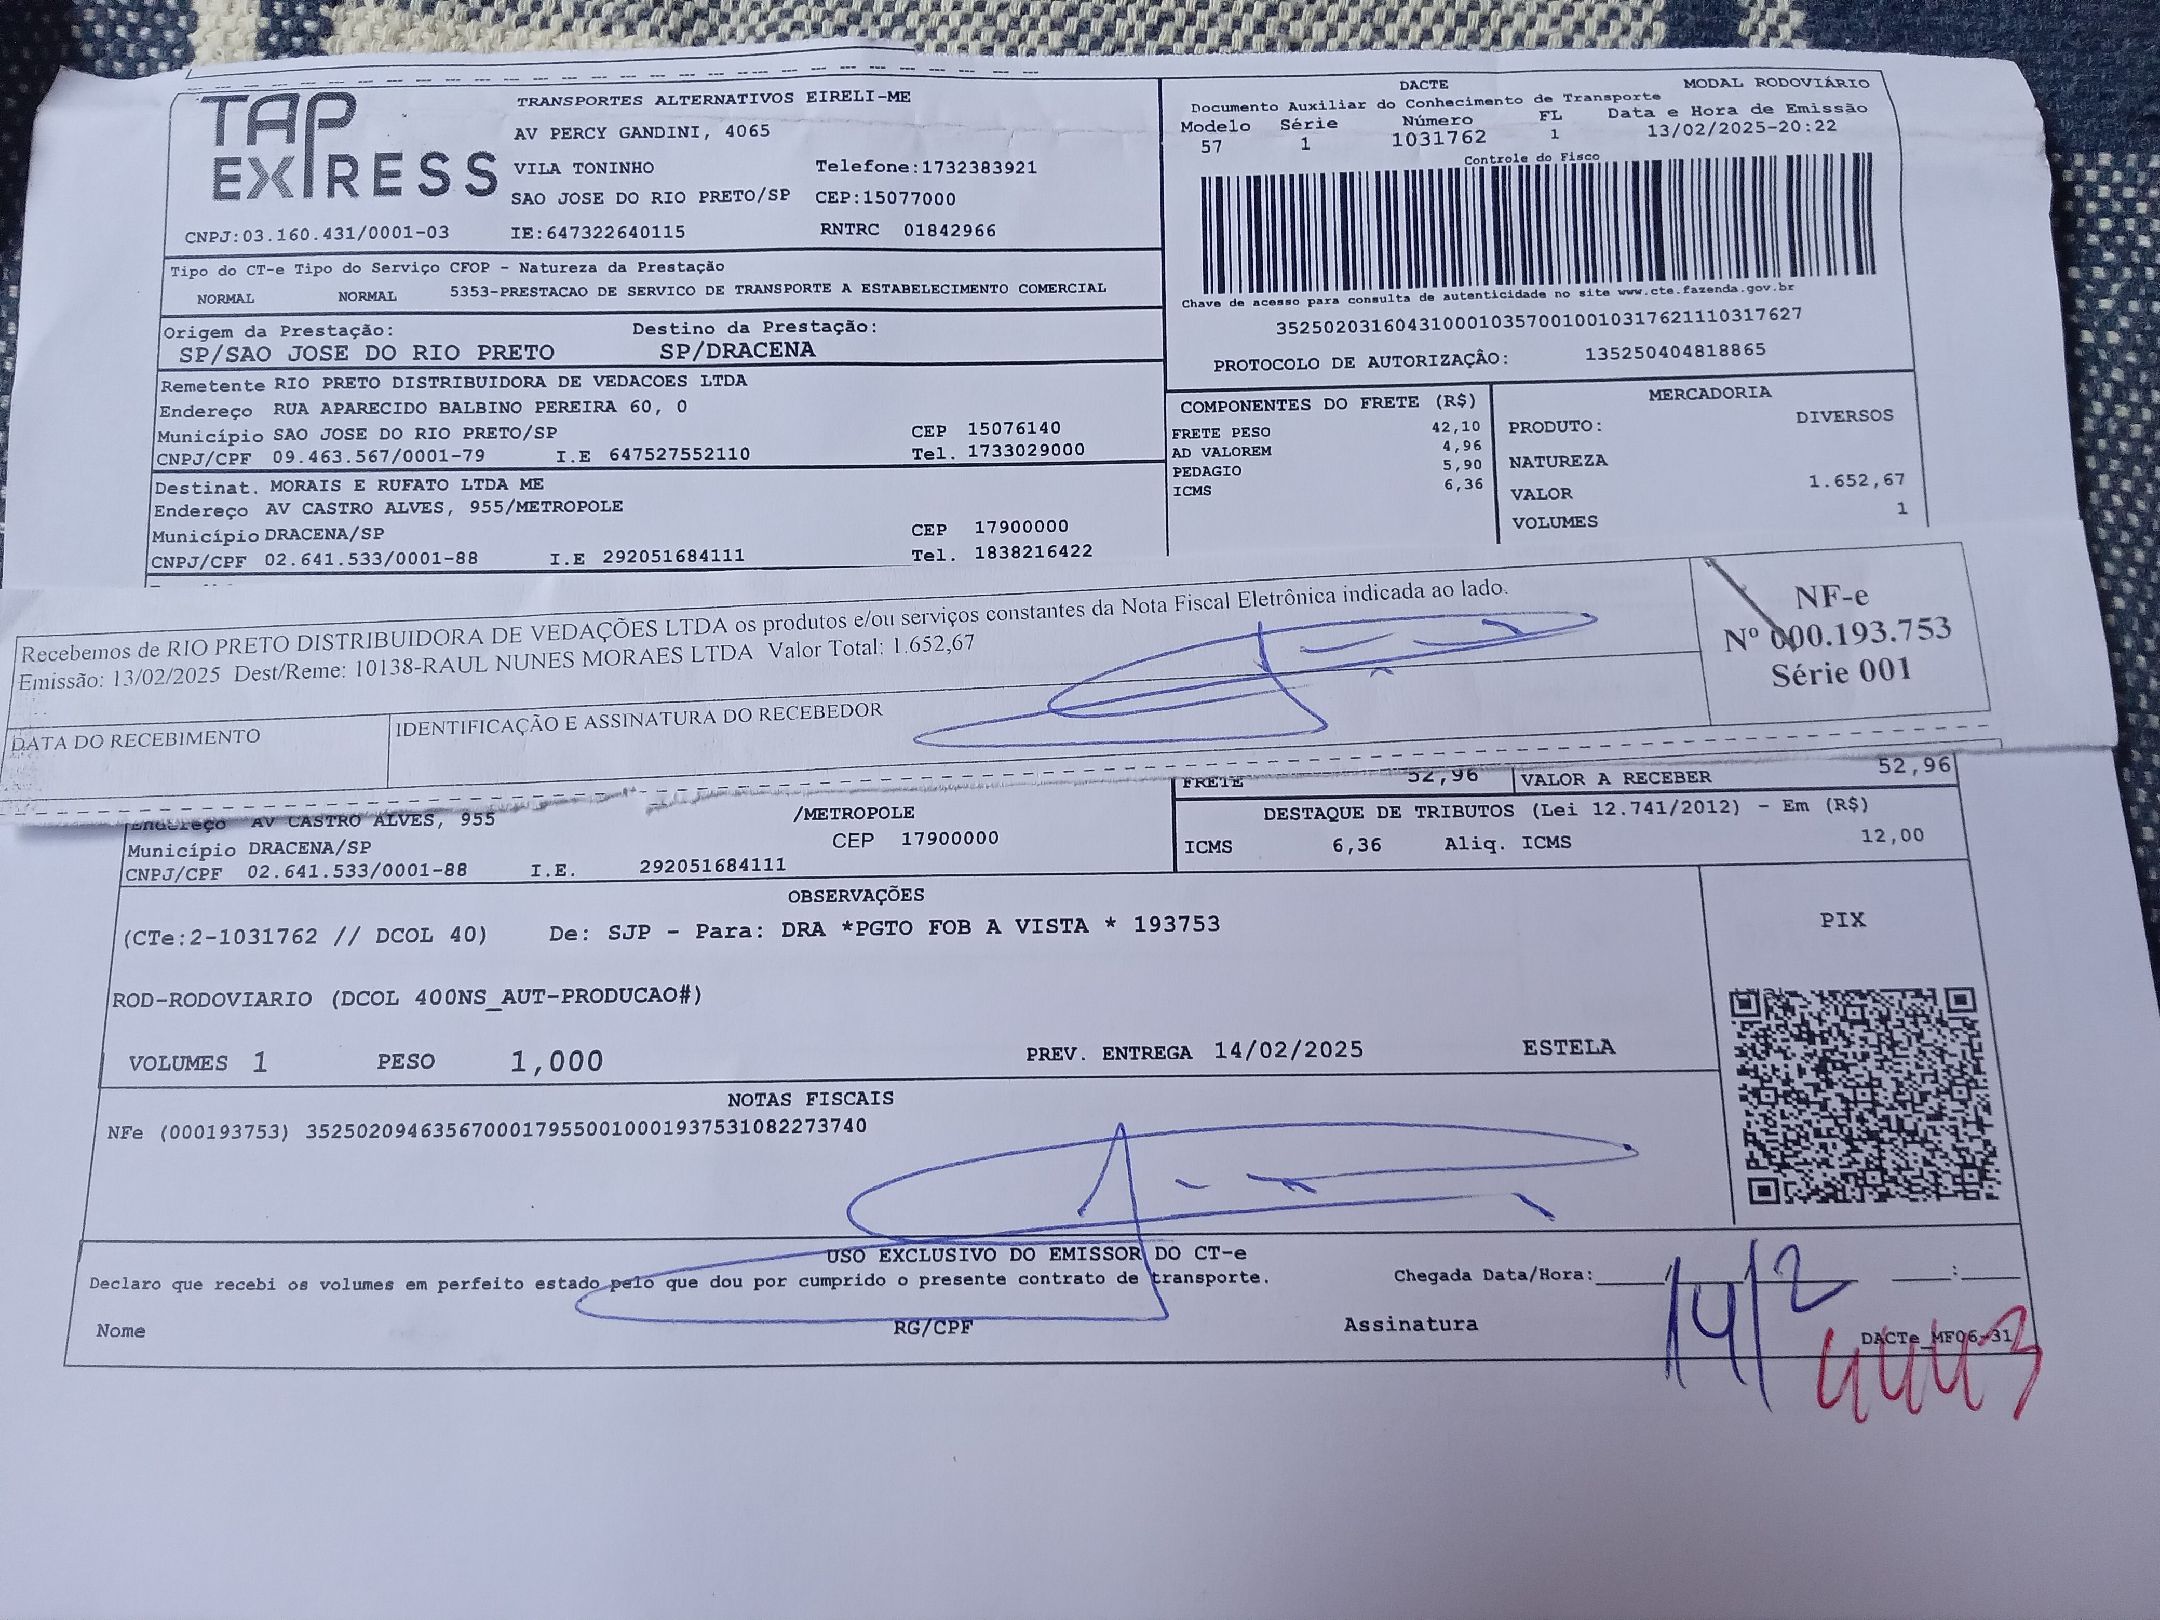 TAP EXPRESS
TRANSPORTES ALTERNATIVOS EIRELI-ME
AV PERCY GANDINI, 4065
VILA TONINHO Telefone:1732383921
SAO JOSE DO RIO PRETO/SP CEP:15077000
CNPJ:03.160.431/0001-03 IE:647322640115 RNTRC 01842966
DACTE MODAL RODOVIÁRIO
Documento Auxiliar do Conhecimento de Transporte
Modelo Série Número FL Data e Hora de Emissão
57 1 1031762 1 13/02/2025-20:22
Controle do Fisco
Chave de acesso para consulta de autenticidade no site www.cte.fazenda.gov.br
35250203160431000103570010010317621110317627
PROTOCOLO DE AUTORIZAÇÃO: 135250404818865
Tipo do CT-e Tipo do Serviço CFOP - Natureza da Prestação
NORMAL NORMAL 5353-PRESTACAO DE SERVICO DE TRANSPORTE A ESTABELECIMENTO COMERCIAL
Origem da Prestação: Destino da Prestação:
SP/SAO JOSE DO RIO PRETO SP/DRACENA
Remetente RIO PRETO DISTRIBUIDORA DE VEDACOES LTDA
Endereço RUA APARECIDO BALBINO PEREIRA 60, 0
Município SAO JOSE DO RIO PRETO/SP CEP 15076140
CNPJ/CPF 09.463.567/0001-79 I.E 647527552110 Tel. 1733029000
Destinat. MORAIS E RUFATO LTDA ME
Endereço AV CASTRO ALVES, 955/METROPOLE
Município DRACENA/SP CEP 17900000
CNPJ/CPF 02.641.533/0001-88 I.E 292051684111 Tel. 1838216422
COMPONENTES DO FRETE (R$)
FRETE PESO 42,10
AD VALOREM 4,96
PEDAGIO 5,90
ICMS 6,36
MERCADORIA
PRODUTO: DIVERSOS
NATUREZA
VALOR 1.652,67
VOLUMES 1
Recebemos de RIO PRETO DISTRIBUIDORA DE VEDAÇÕES LTDA os produtos e/ou serviços constantes da Nota Fiscal Eletrônica indicada ao lado.
Emissão: 13/02/2025 Dest/Reme: 10138-RAUL NUNES MORAES LTDA Valor Total: 1.652,67
DATA DO RECEBIMENTO
IDENTIFICAÇÃO E ASSINATURA DO RECEBEDOR
NF-e
Nº 000.193.753
Série 001
FRETE 52,96 VALOR A RECEBER 52,96
Endereço AV CASTRO ALVES, 955 /METROPOLE
Município DRACENA/SP CEP 17900000
CNPJ/CPF 02.641.533/0001-88 I.E. 292051684111
DESTAQUE DE TRIBUTOS (Lei 12.741/2012) - Em (R$)
ICMS 6,36 Aliq. ICMS 12,00
OBSERVAÇÕES
(CTe:2-1031762 // DCOL 40) De: SJP - Para: DRA *PGTO FOB A VISTA * 193753
ROD-RODOVIARIO (DCOL 400NS_AUT-PRODUCAO#)
VOLUMES 1 PESO 1,000 PREV. ENTREGA 14/02/2025 ESTELA
PIX
NOTAS FISCAIS
NFe (000193753) 35250209463567000179550010001937531082273740
USO EXCLUSIVO DO EMISSOR DO CT-e
Declaro que recebi os volumes em perfeito estado pelo que dou por cumprido o presente contrato de transporte. Chegada Data/Hora:
14/2
Nome RG/CPF Assinatura DACTe_MF06-31